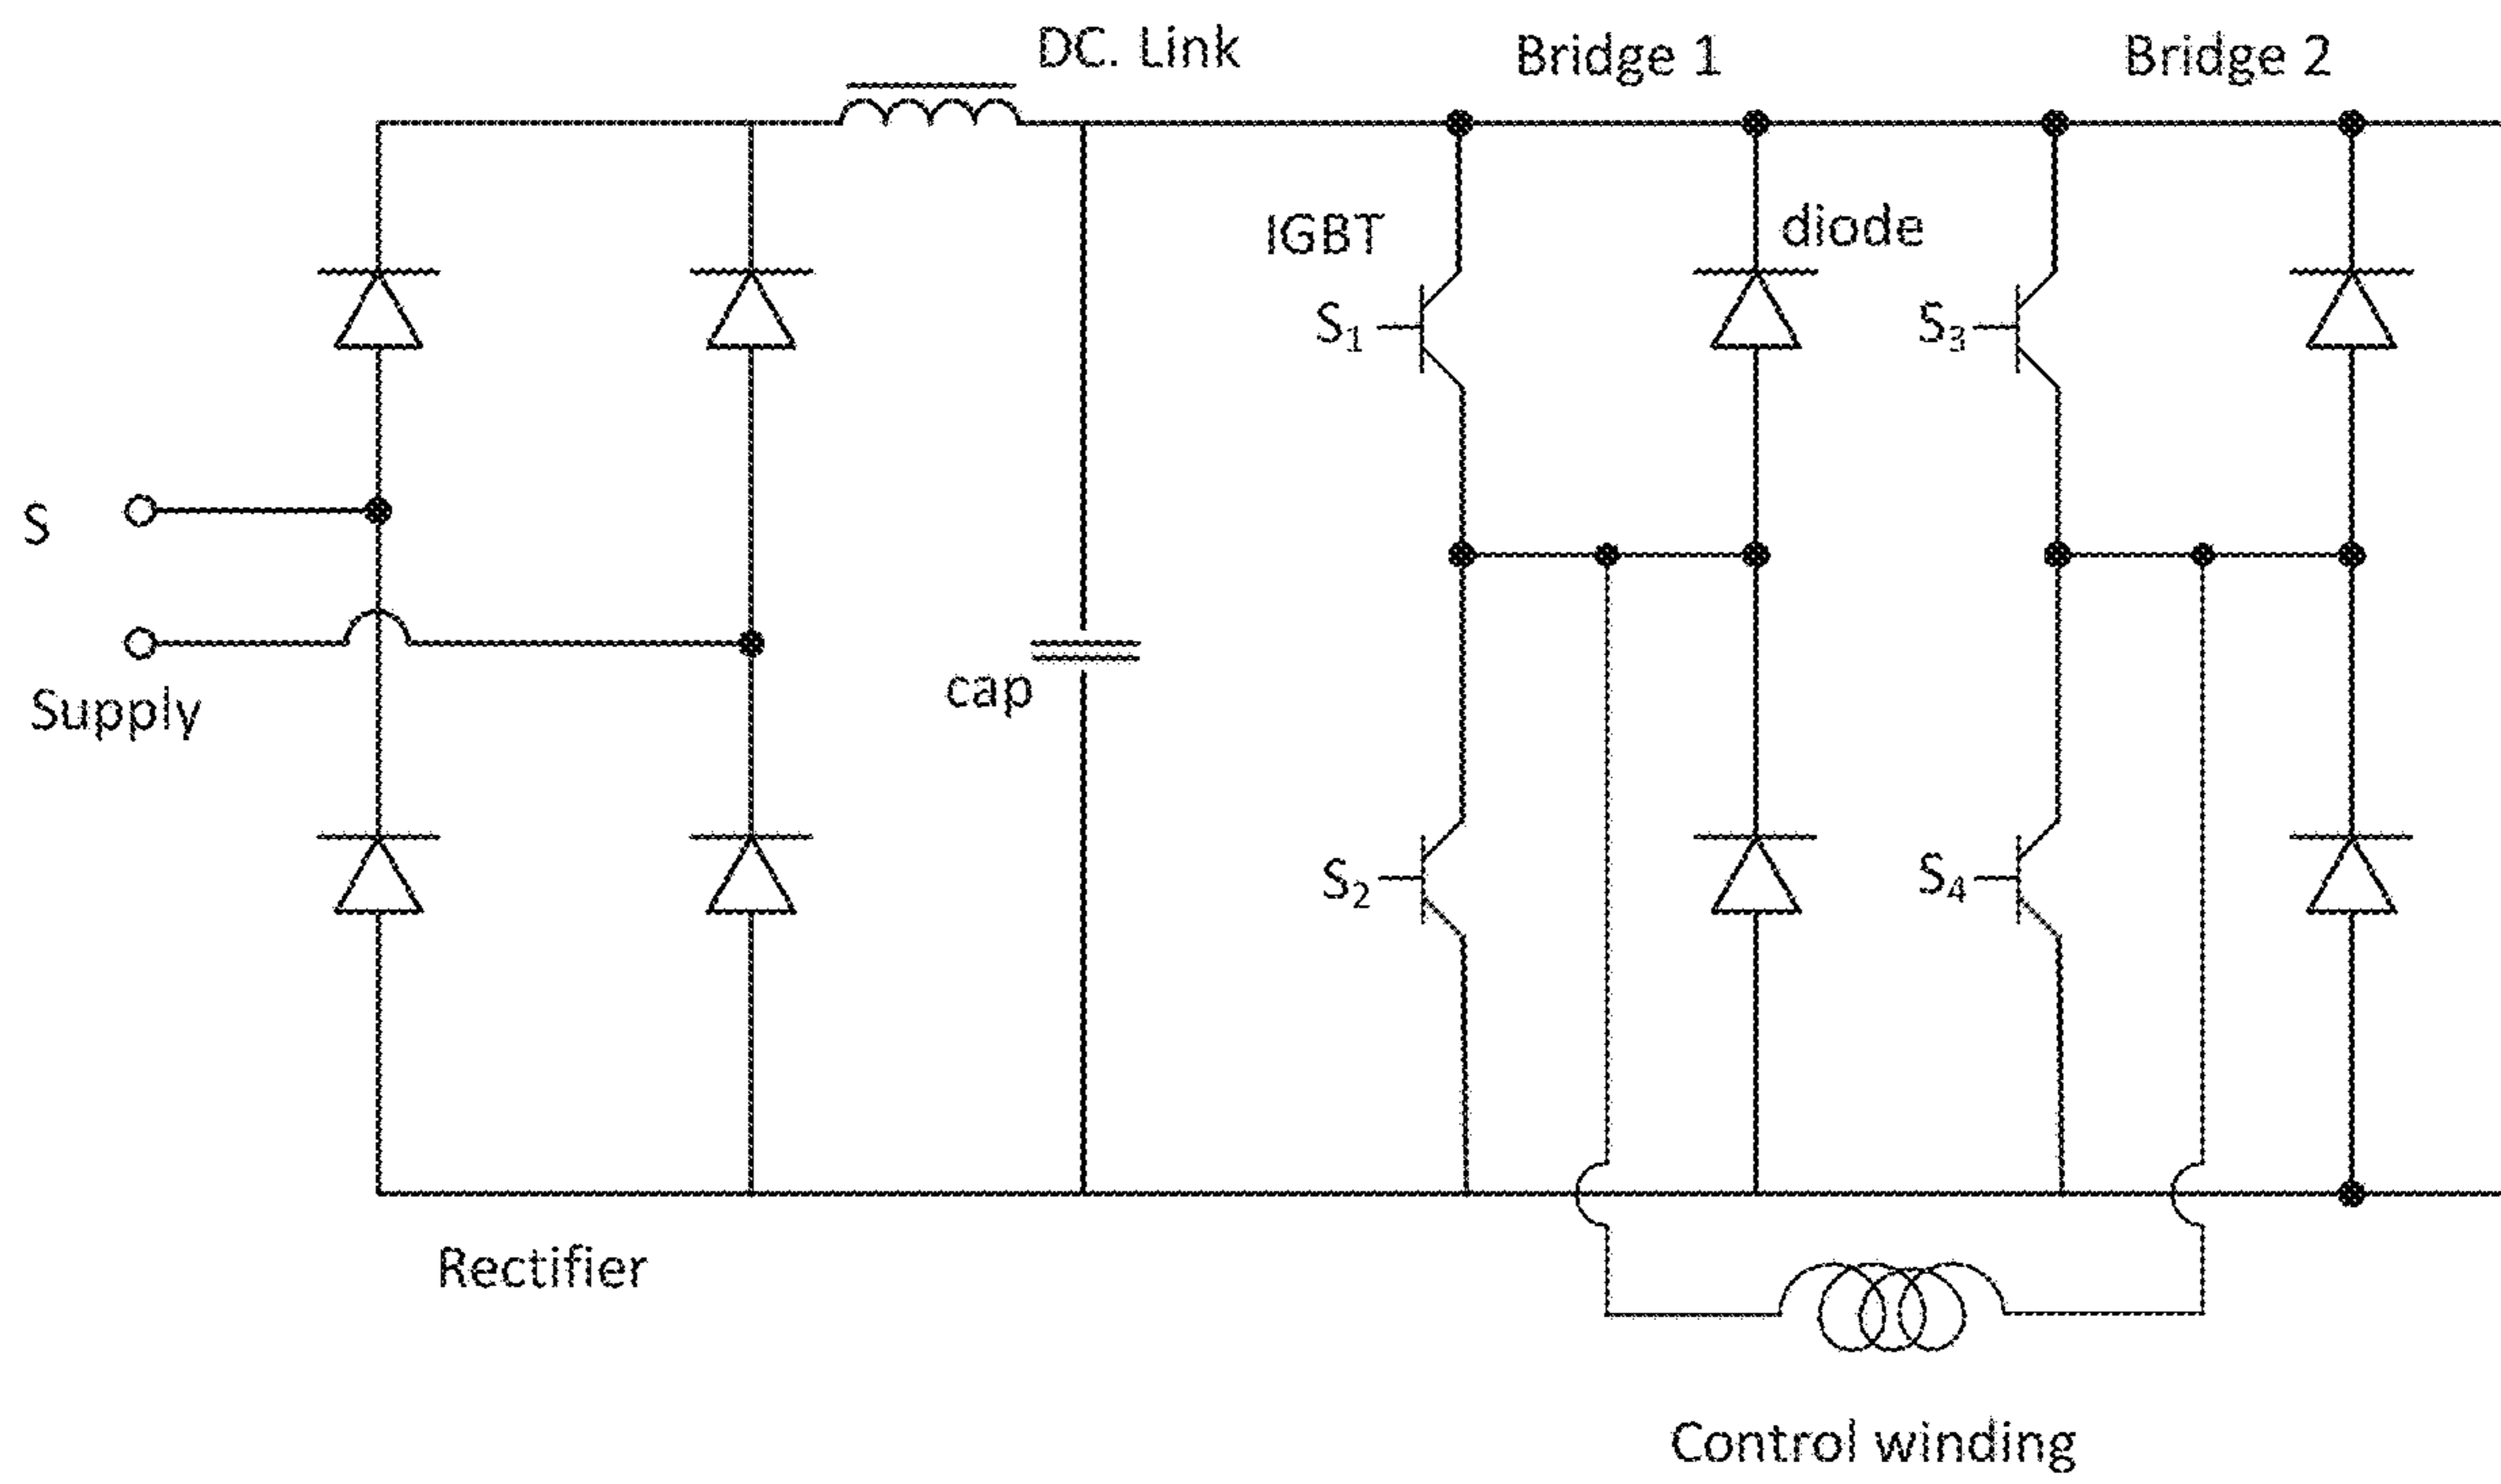 DC. Link
Bridge 1
Bridge 2
IGBT
diode
S₁
S₃
S
Supply
cap
S₂
S₄
Rectifier
Control winding